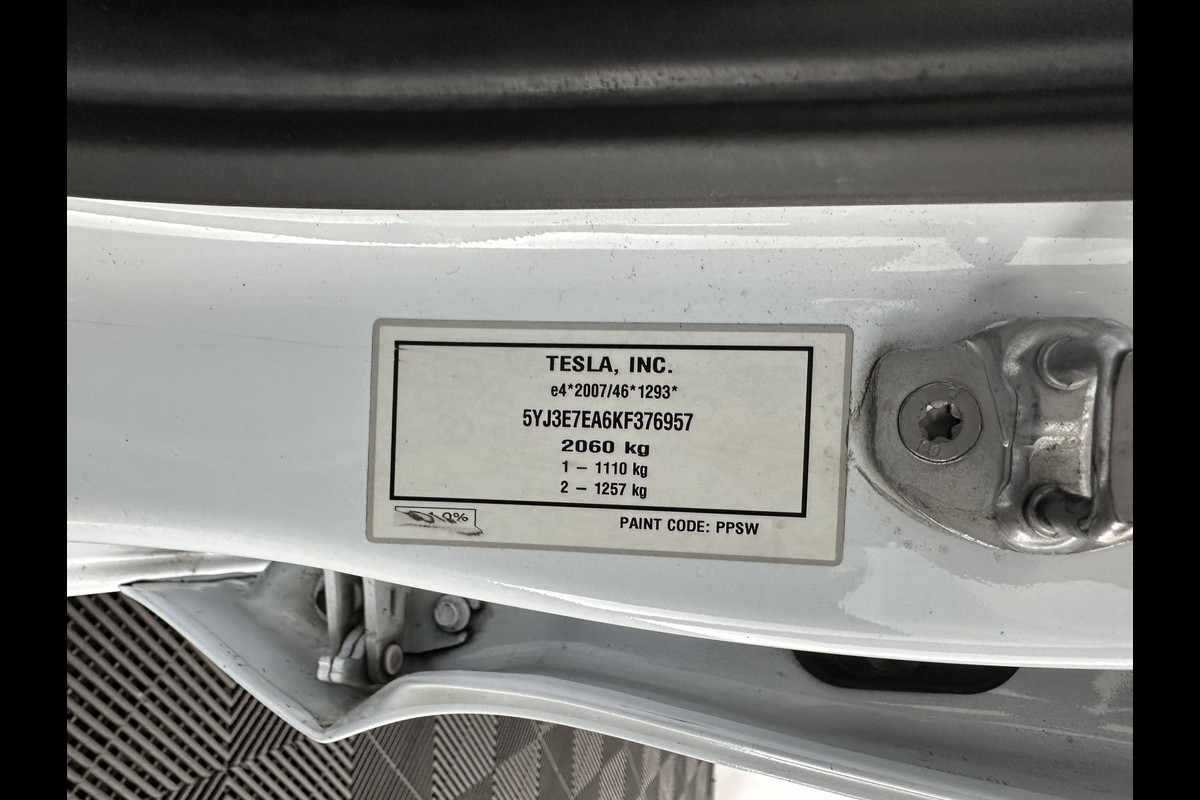 TESLA, INC.
e4*2007/46*1293*
5YJ3E7EA6KF376957
2060 kg
1 – 1110 kg
2 – 1257 kg
PAINT CODE: PPSW